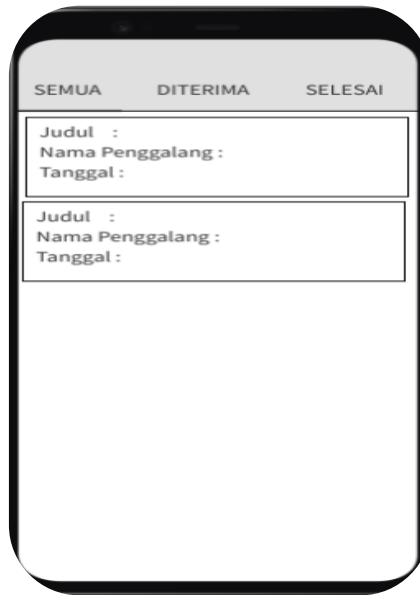 SEMUA DITERIMA SELESAI
Judul :
Nama Penggalang :
Tanggal :
Judul :
Nama Penggalang :
Tanggal :